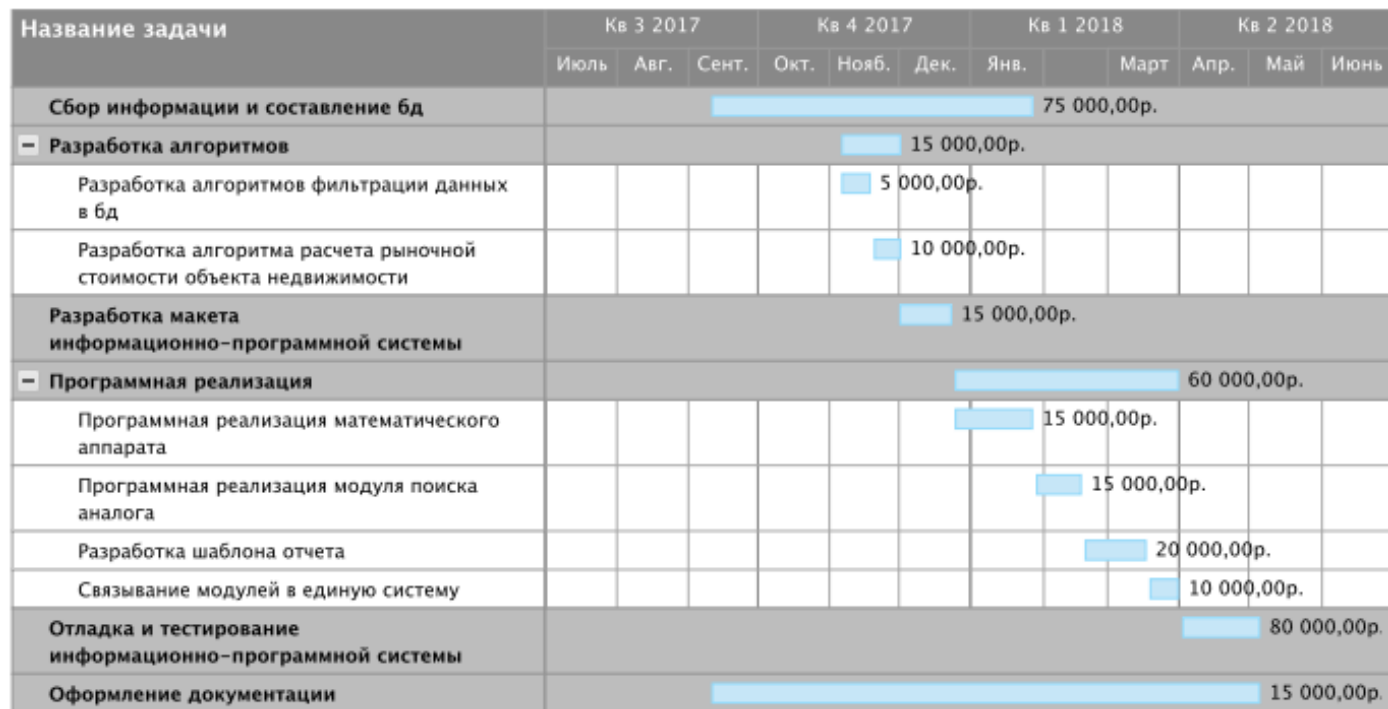 Название задачи
Кв 3 2017 Кв 4 2017 Кв 1 2018 Кв 2 2018
Июль Авг. Сент. Окт. Нояб. Дек. Янв. Март Апр. Май Июнь
Сбор информации и составление бд 75 000,00р.
− Разработка алгоритмов 15 000,00р.
Разработка алгоритмов фильтрации данных 5 000,00р.
в бд
Разработка алгоритма расчета рыночной 10 000,00р.
стоимости объекта недвижимости
Разработка макета 15 000,00р.
информационно-программной системы
− Программная реализация 60 000,00р.
Программная реализация математического 15 000,00р.
аппарата
Программная реализация модуля поиска 15 000,00р.
аналога
Разработка шаблона отчета 20 000,00р.
Связывание модулей в единую систему 10 000,00р.
Отладка и тестирование 80 000,00р.
информационно-программной системы
Оформление документации 15 000,00р.